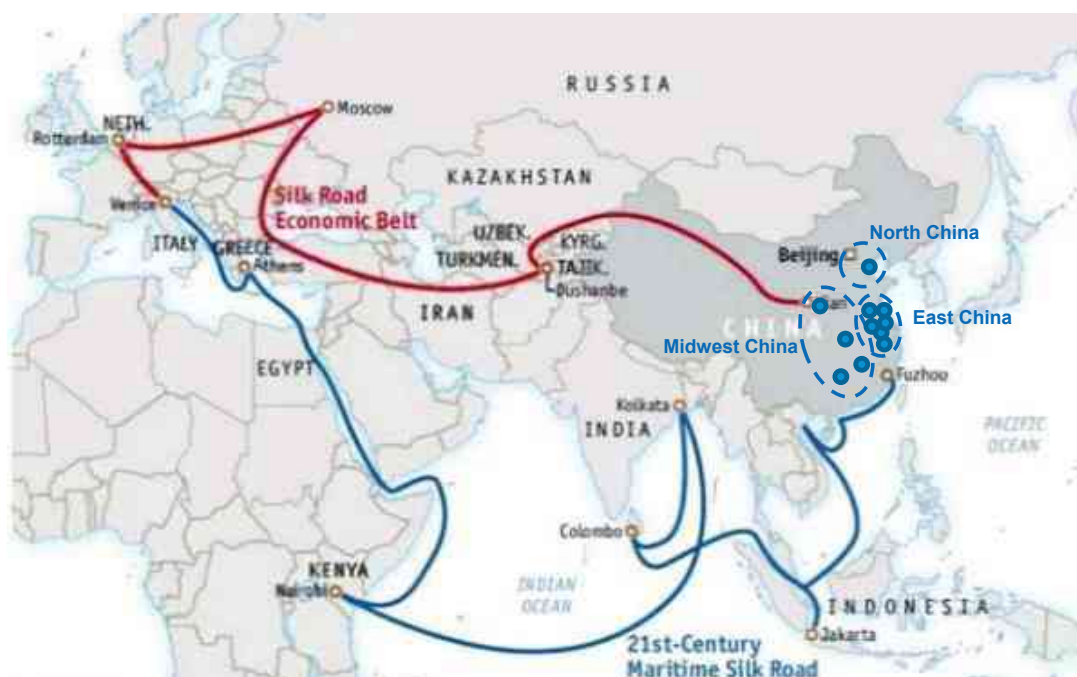 RUSSIA
Moscow
NETH.
Rotterdam
KAZAKHSTAN
Venice
Silk Road
Economic Belt
North China
UZBEK.
KYRG.
ITALY
GREECE
Beijing
TURKMEN.
TAJIK.
Athens
Dushanbe
IRAN
East China
CHINA
Midwest China
EGYPT
Fuzhou
Kolkata
INDIA
PACIFIC
OCEAN
Colombo
KENYA
Nairobi
INDIAN
OCEAN
INDONESIA
Jakarta
21st-Century
Maritime Silk Road